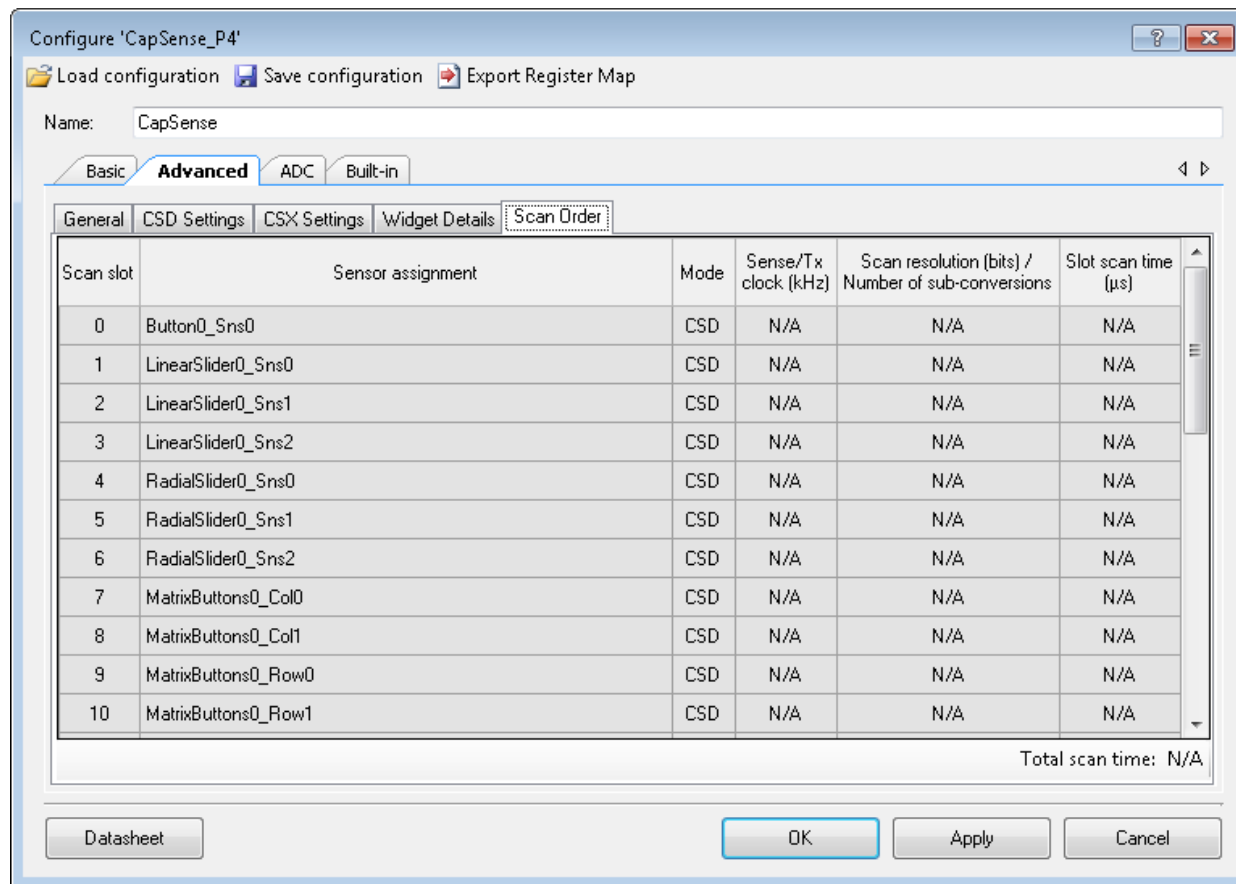 Configure 'CapSense_P4'
Load configuration Save configuration Export Register Map
Name: CapSense
Basic Advanced ADC Built-in
General CSD Settings CSX Settings Widget Details Scan Order
Scan slot Sensor assignment Mode Sense/Tx clock (kHz) Scan resolution (bits) / Number of sub-conversions Slot scan time (µs)
0 Button0_Sns0 CSD N/A N/A N/A
1 LinearSlider0_Sns0 CSD N/A N/A N/A
2 LinearSlider0_Sns1 CSD N/A N/A N/A
3 LinearSlider0_Sns2 CSD N/A N/A N/A
4 RadialSlider0_Sns0 CSD N/A N/A N/A
5 RadialSlider0_Sns1 CSD N/A N/A N/A
6 RadialSlider0_Sns2 CSD N/A N/A N/A
7 MatrixButtons0_Col0 CSD N/A N/A N/A
8 MatrixButtons0_Col1 CSD N/A N/A N/A
9 MatrixButtons0_Row0 CSD N/A N/A N/A
10 MatrixButtons0_Row1 CSD N/A N/A N/A
Total scan time: N/A
Datasheet OK Apply Cancel